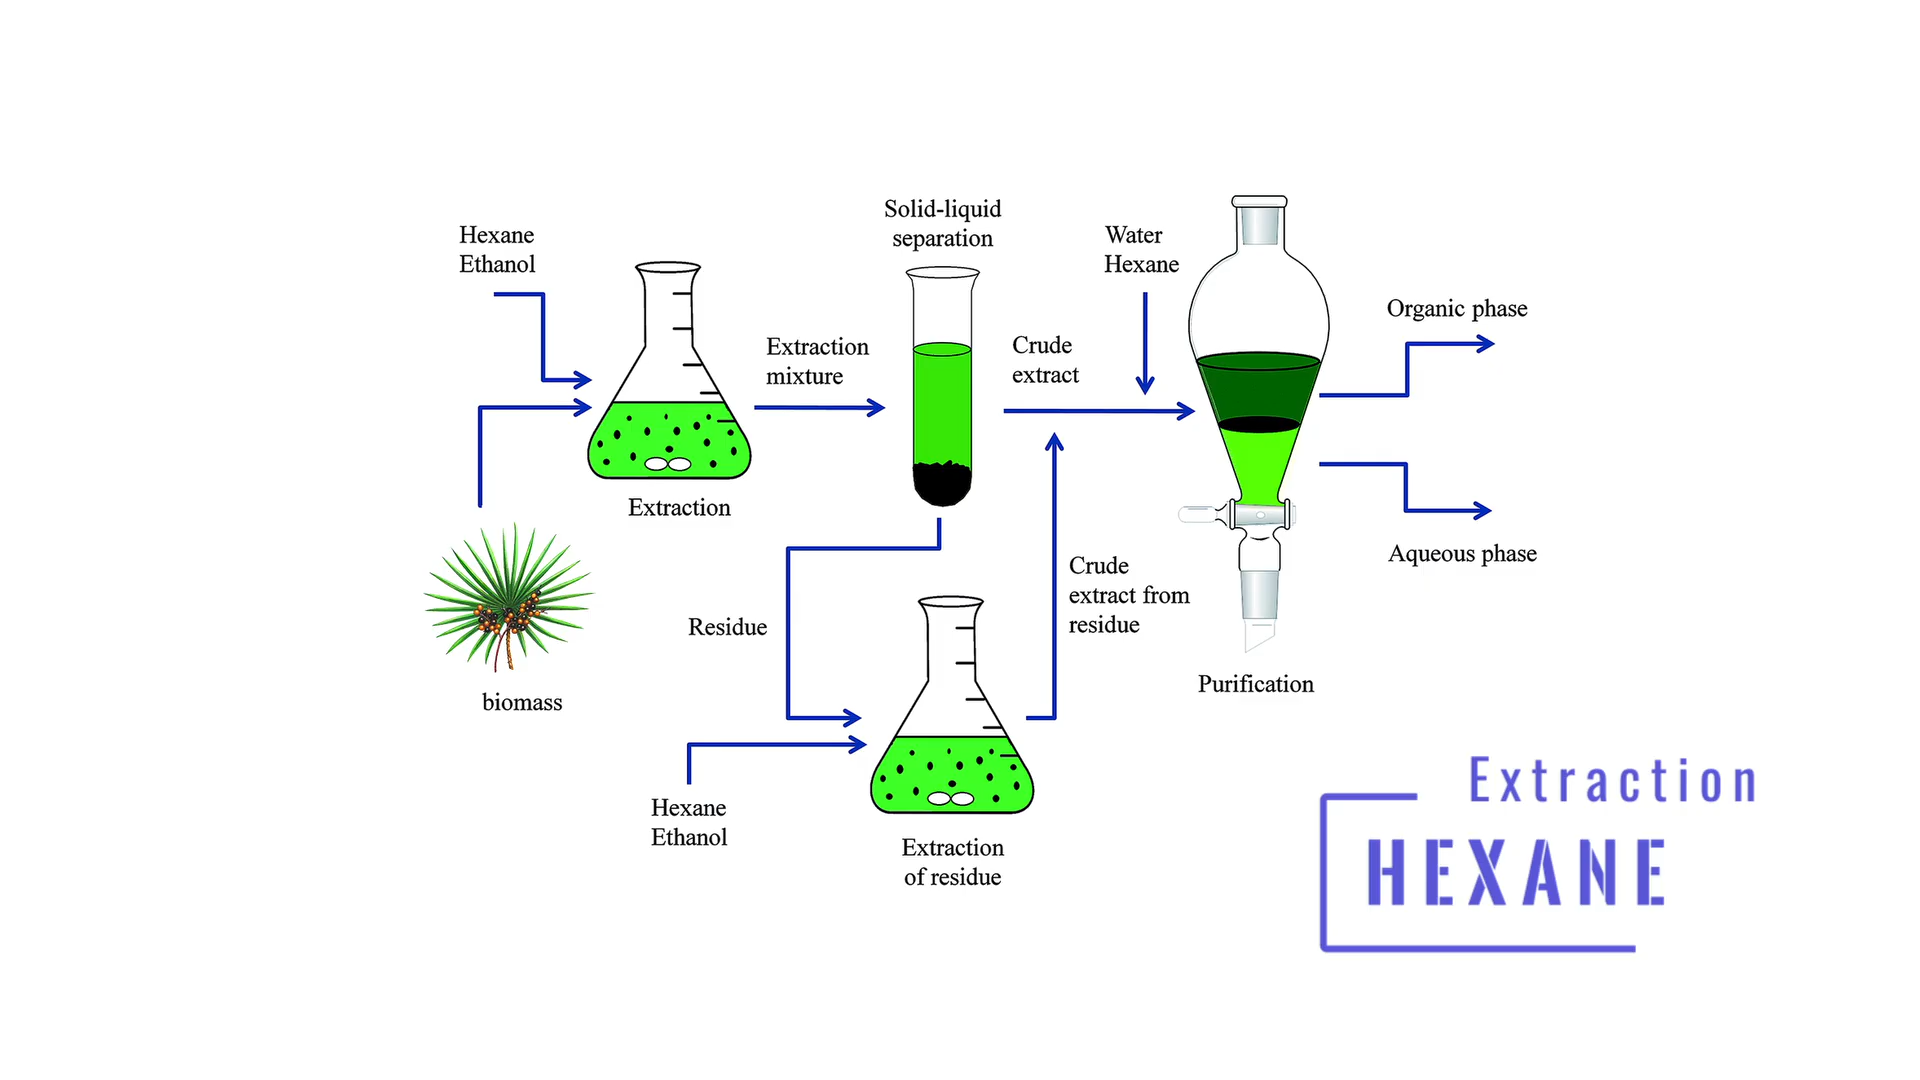 Solid-liquid
separation
Hexane
Ethanol
Water
Hexane
Organic phase
Extraction
mixture
Crude
extract
Extraction
Aqueous phase
Crude
extract from
residue
Residue
biomass
Purification
Hexane
Ethanol
Extraction
of residue
Extraction
HEXANE